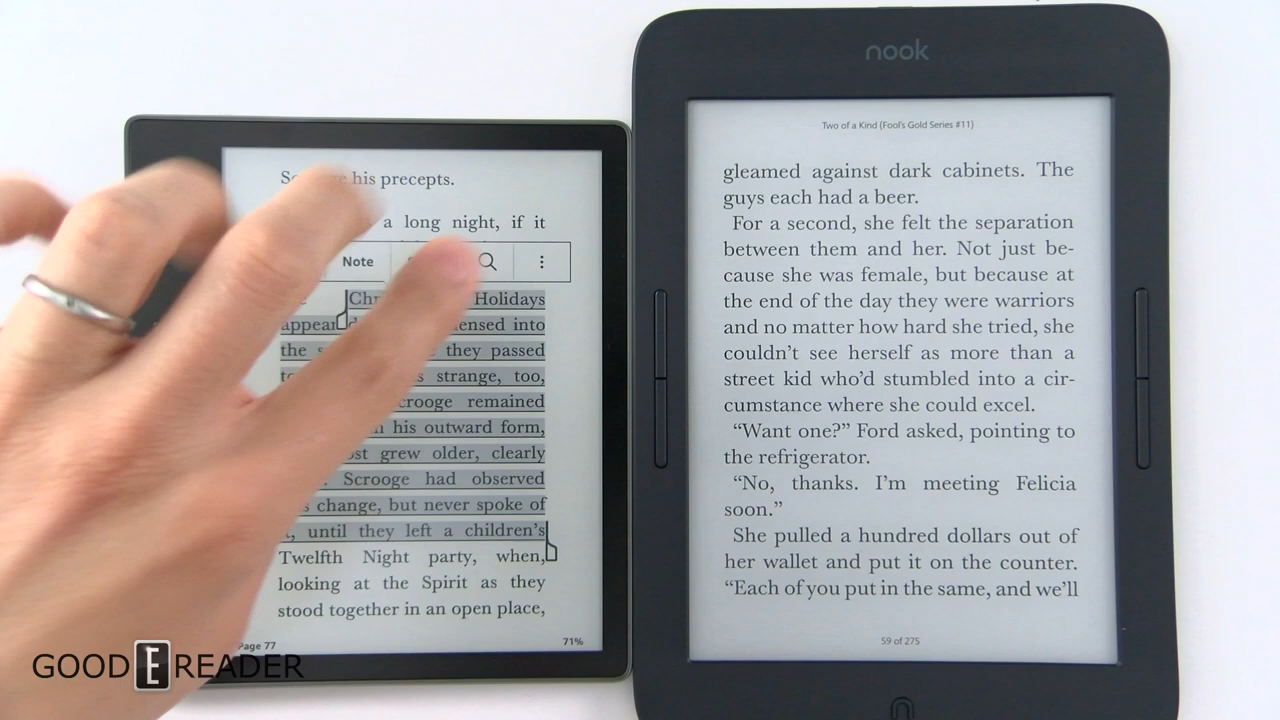 his precepts.
a long night, if it
Note
Holidays
appear
ensed into
the they passed
strange, too,
remained
his outward form,
grew older, clearly
Scrooge had observed
change, but never spoke of
until they left a children's
Twelfth Night party, when,
looking at the Spirit as they
stood together in an open place,
Page 77
71%
GOOD E READER
nook
Two of a Kind (Fool's Gold Series #11)
gleamed against dark cabinets. The
guys each had a beer.
For a second, she felt the separation
between them and her. Not just be-
cause she was female, but because at
the end of the day they were warriors
and no matter how hard she tried, she
couldn't see herself as more than a
street kid who'd stumbled into a cir-
cumstance where she could excel.
“Want one?” Ford asked, pointing to
the refrigerator.
“No, thanks. I'm meeting Felicia
soon.”
She pulled a hundred dollars out of
her wallet and put it on the counter.
“Each of you put in the same, and we'll
59 of 275